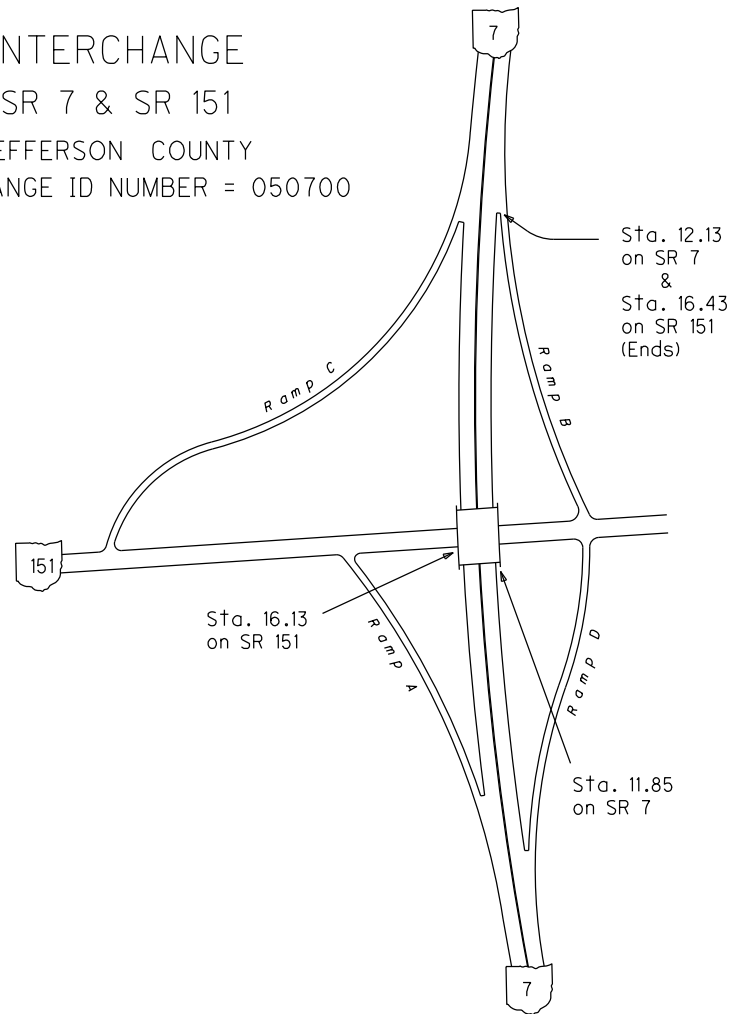 NTERCHANGE
SR 7 & SR 151
EFFERSON COUNTY
ANGE ID NUMBER = 050700
7
Sta. 12.13
on SR 7
&
Sta. 16.43
on SR 151
(Ends)
Ramp C
Ramp B
151
Sta. 16.13
on SR 151
Ramp A
Ramp D
Sta. 11.85
on SR 7
7